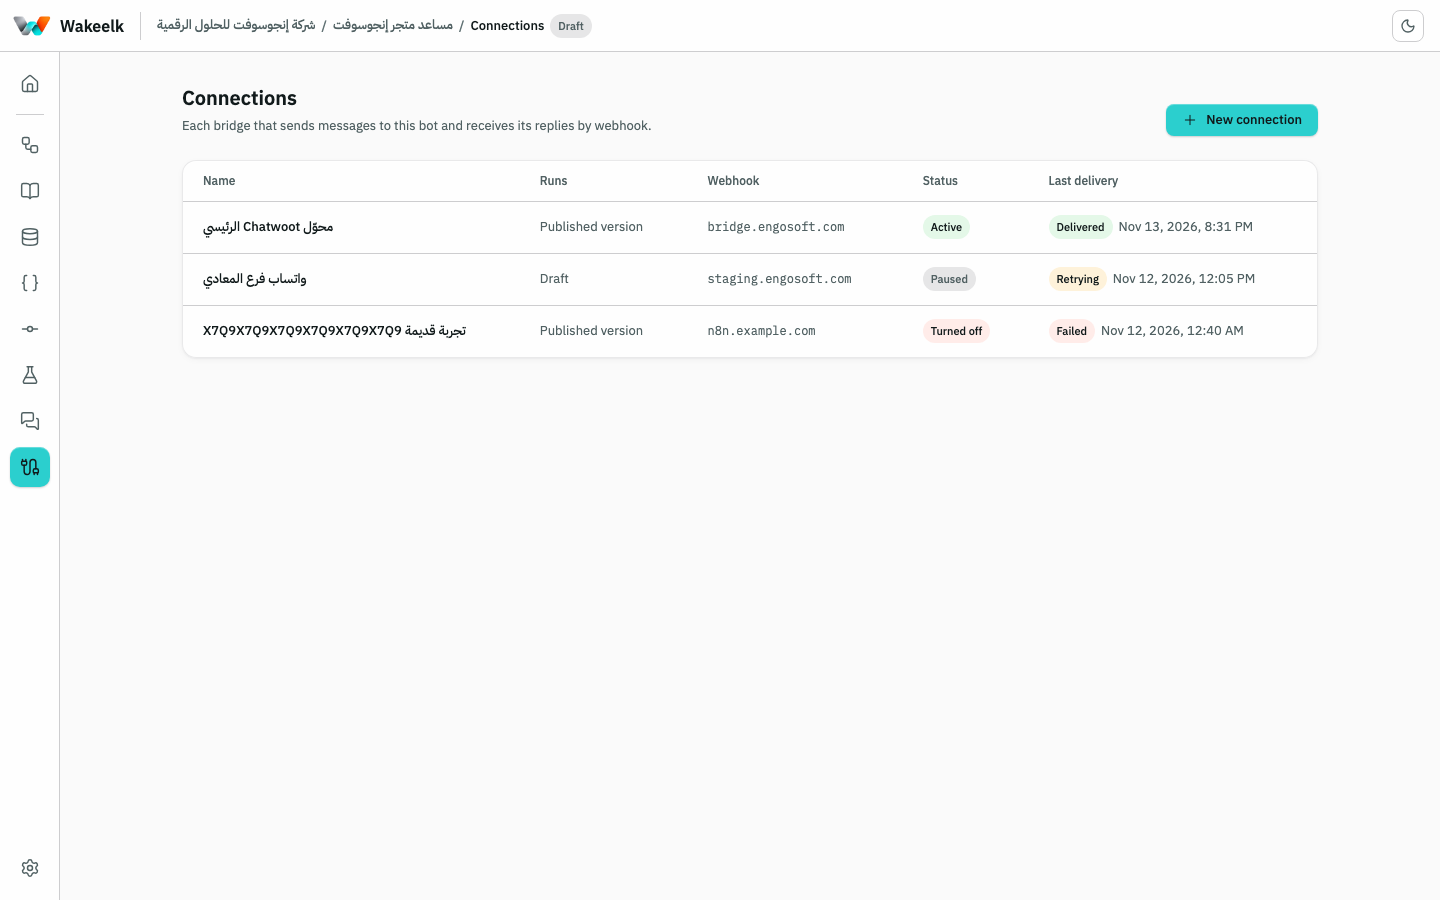 Wakeelk
شركة إنجوسوفت للحلول الرقمية / مساعد متجر إنجوسوفت / Connections Draft
Connections
Each bridge that sends messages to this bot and receives its replies by webhook.
New connection
Name Runs Webhook Status Last delivery
محوّل Chatwoot الرئيسي Published version bridge.engosoft.com Active Delivered Nov 13, 2026, 8:31 PM
واتساب فرع المعادي Draft staging.engosoft.com Paused Retrying Nov 12, 2026, 12:05 PM
تجربة قديمة X7Q9X7Q9X7Q9X7Q9X7Q9X7Q9 Published version n8n.example.com Turned off Failed Nov 12, 2026, 12:40 AM